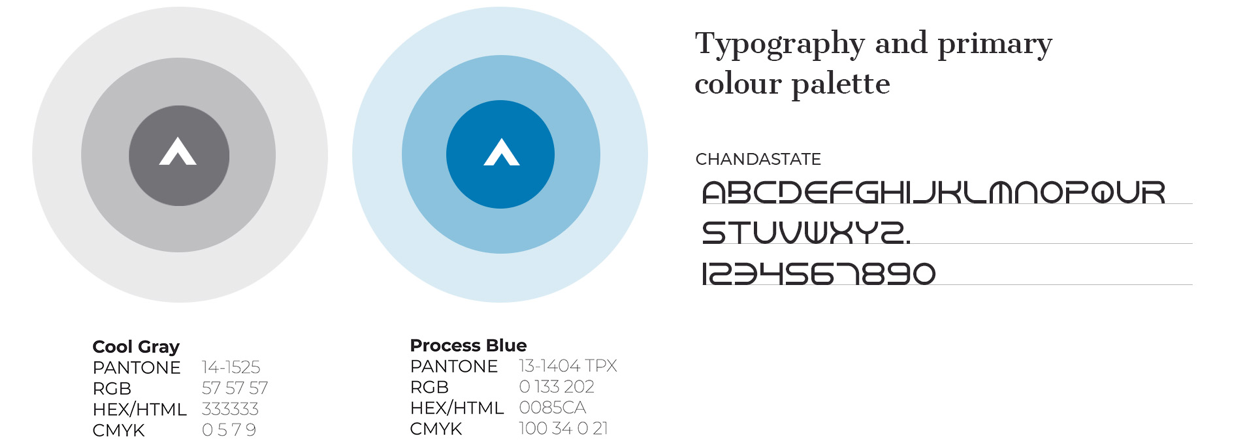 Typography and primary
colour palette
CHANDASTATE
ABCDEFGHIJKLMNOPQUR
STUVWXYZ.
1234567890
Cool Gray
PANTONE 14-1525
RGB 57 57 57
HEX/HTML 333333
CMYK 0 5 7 9
Process Blue
PANTONE 13-1404 TPX
RGB 0 133 202
HEX/HTML 0085CA
CMYK 100 34 0 21